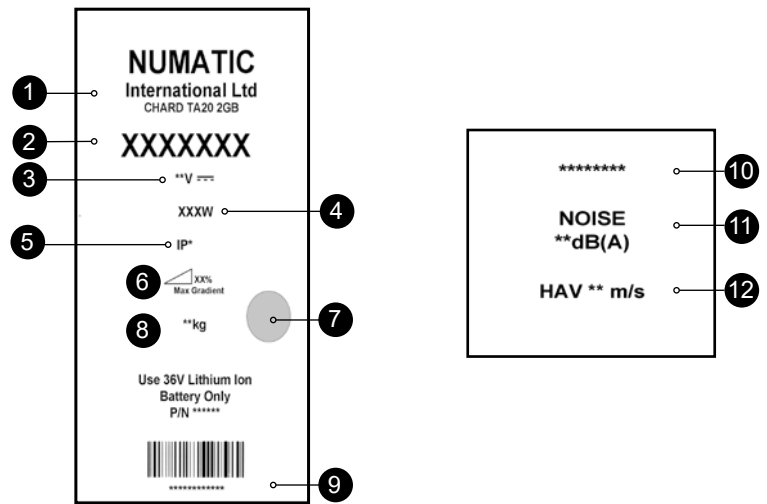 NUMATIC
International Ltd
CHARD TA20 2GB
XXXXXXX
**V
XXXW
IP*
XX%
Max Gradient
**kg
Use 36V Lithium Ion
Battery Only
P/N ******
************
1
2
3
4
5
6
7
8
9
********
NOISE
**dB(A)
HAV ** m/s
10
11
12